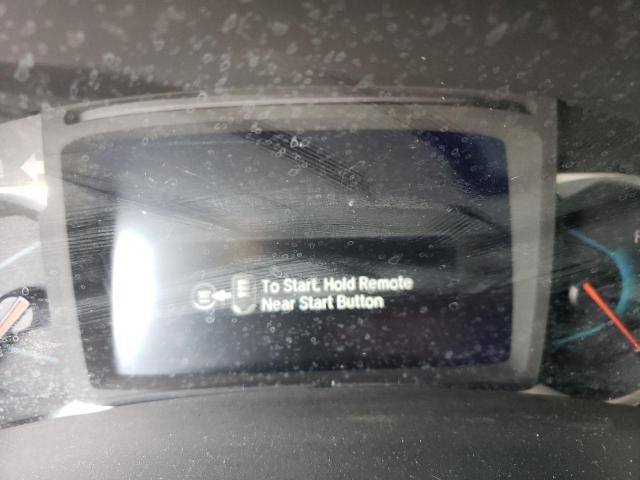 To Start, Hold Remote
Near Start Button